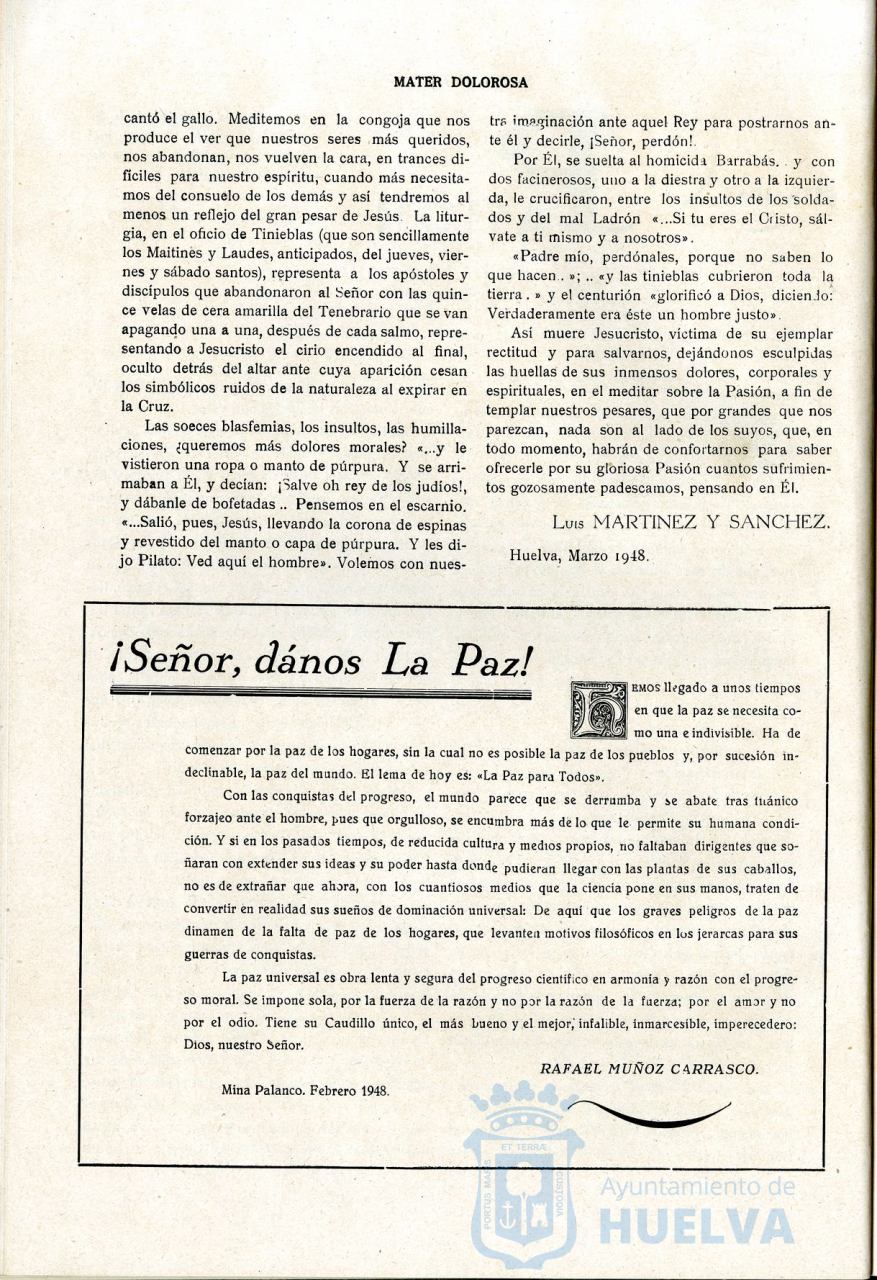 MATER DOLOROSA
cantó el gallo. Meditemos en la congoja que nos
produce el ver que nuestros seres más queridos,
nos abandonan, nos vuelven la cara, en trances di-
fíciles para nuestro espíritu, cuando más necesita-
mos del consuelo de los demás y así tendremos al
menos un reflejo del gran pesar de Jesús. La litur-
gia, en el oficio de Tinieblas (que son sencillamente
los Maitines y Laudes, anticipados, del jueves, vier-
nes y sábado santos), representa a los apóstoles y
discípulos que abandonaron al Señor con las quin-
ce velas de cera amarilla del Tenebrario que se van
apagando una a una, después de cada salmo, repre-
sentando a Jesucristo el cirio encendido al final,
oculto detrás del altar ante cuya aparición cesan
los simbólicos ruidos de la naturaleza al expirar en
la Cruz.
Las soeces blasfemias, los insultos, las humilla-
ciones, ¿queremos más dolores morales? «...y le
vistieron una ropa o manto de púrpura. Y se arri-
maban a Él, y decían: ¡Salve oh rey de los judíos!,
y dábanle de bofetadas .. Pensemos en el escarnio.
«...Salió, pues, Jesús, llevando la corona de espinas
y revestido del manto o capa de púrpura. Y les di-
jo Pilato: Ved aquí el hombre». Volemos con nues-
tra imaginación ante aquel Rey para postrarnos an-
te él y decirle, ¡Señor, perdón!.
Por Él, se suelta al homicida Barrabás. . y con
dos facinerosos, uno a la diestra y otro a la izquier-
da, le crucificaron, entre los insultos de los solda-
dos y del mal Ladrón «...Si tu eres el Cristo, sál-
vate a ti mismo y a nosotros».
«Padre mío, perdónales, porque no saben lo
que hacen. . »; .. «y las tinieblas cubrieron toda la
tierra . » y el centurión «glorificó a Dios, diciendo:
Verdaderamente era éste un hombre justo».
Así muere Jesucristo, víctima de su ejemplar
rectitud y para salvarnos, dejándonos esculpidas
las huellas de sus inmensos dolores, corporales y
espirituales, en el meditar sobre la Pasión, a fin de
templar nuestros pesares, que por grandes que nos
parezcan, nada son al lado de los suyos, que, en
todo momento, habrán de confortarnos para saber
ofrecerle por su gloriosa Pasión cuantos sufrimien-
tos gozosamente padescamos, pensando en Él.
Luis MARTINEZ Y SANCHEZ.
Huelva, Marzo 1948.
¡Señor, dános La Paz!
HEMOS llegado a unos tiempos
en que la paz se necesita co-
mo una e indivisible. Ha de
comenzar por la paz de los hogares, sin la cual no es posible la paz de los pueblos y, por sucesión in-
declinable, la paz del mundo. El lema de hoy es: «La Paz para Todos».
Con las conquistas del progreso, el mundo parece que se derrumba y se abate tras titánico
forzajeo ante el hombre, pues que orgulloso, se encumbra más de lo que le permite su humana condi-
ción. Y si en los pasados tiempos, de reducida cultura y medios propios, no faltaban dirigentes que so-
ñaran con extender sus ideas y su poder hasta donde pudieran llegar con las plantas de sus caballos,
no es de extrañar que ahora, con los cuantiosos medios que la ciencia pone en sus manos, traten de
convertir en realidad sus sueños de dominación universal: De aquí que los graves peligros de la paz
dinamen de la falta de paz de los hogares, que levanten motivos filosóficos en los jerarcas para sus
guerras de conquistas.
La paz universal es obra lenta y segura del progreso científico en armonía y razón con el progre-
so moral. Se impone sola, por la fuerza de la razón y no por la razón de la fuerza; por el amor y no
por el odio. Tiene su Caudillo único, el más bueno y el mejor, infalible, inmarcesible, imperecedero:
Dios, nuestro Señor.
RAFAEL MUÑOZ CARRASCO.
Mina Palanco. Febrero 1948.
ET TERRÆ
PORTUS MARIS
CUSTODIA
Ayuntamiento de
HUELVA